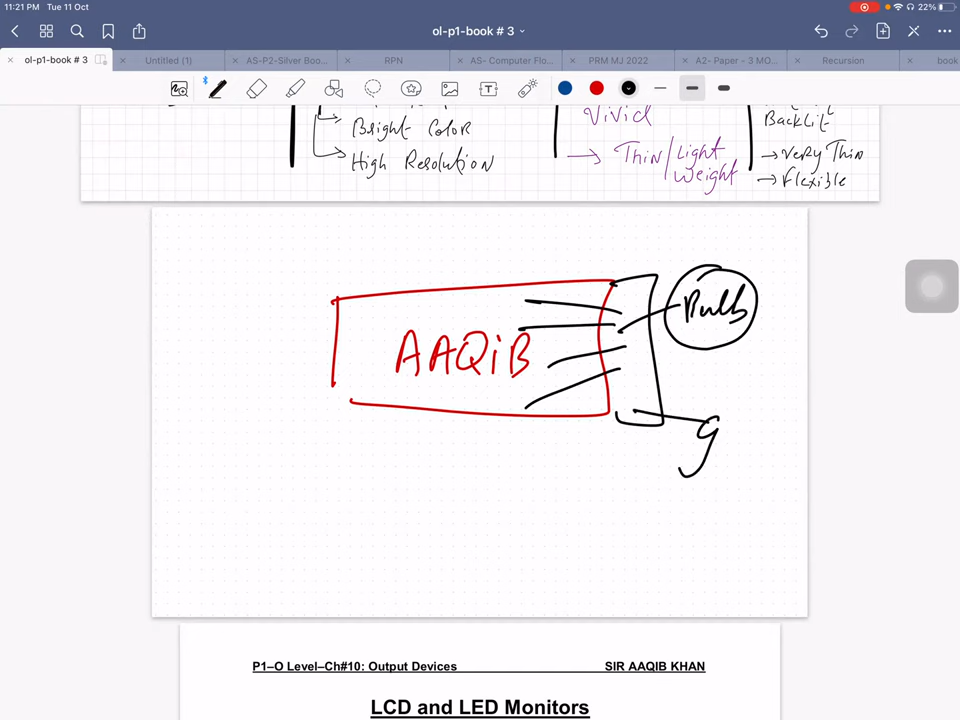 11:21 PM Tue 11 Oct
22%
ol-p1-book # 3
ol-p1-book # 3
Untitled (1)
AS-P2-Silver Boo...
RPN
AS- Computer Flo...
PRM MJ 2022
A2- Paper - 3 MO...
Recursion
book
Bright Color
High Resolution
Vivid
Thin/Light
Weight
Backlit
Very Thin
Flexible
AAQiB
Bulb
P1–O Level–Ch#10: Output Devices SIR AAQIB KHAN
LCD and LED Monitors